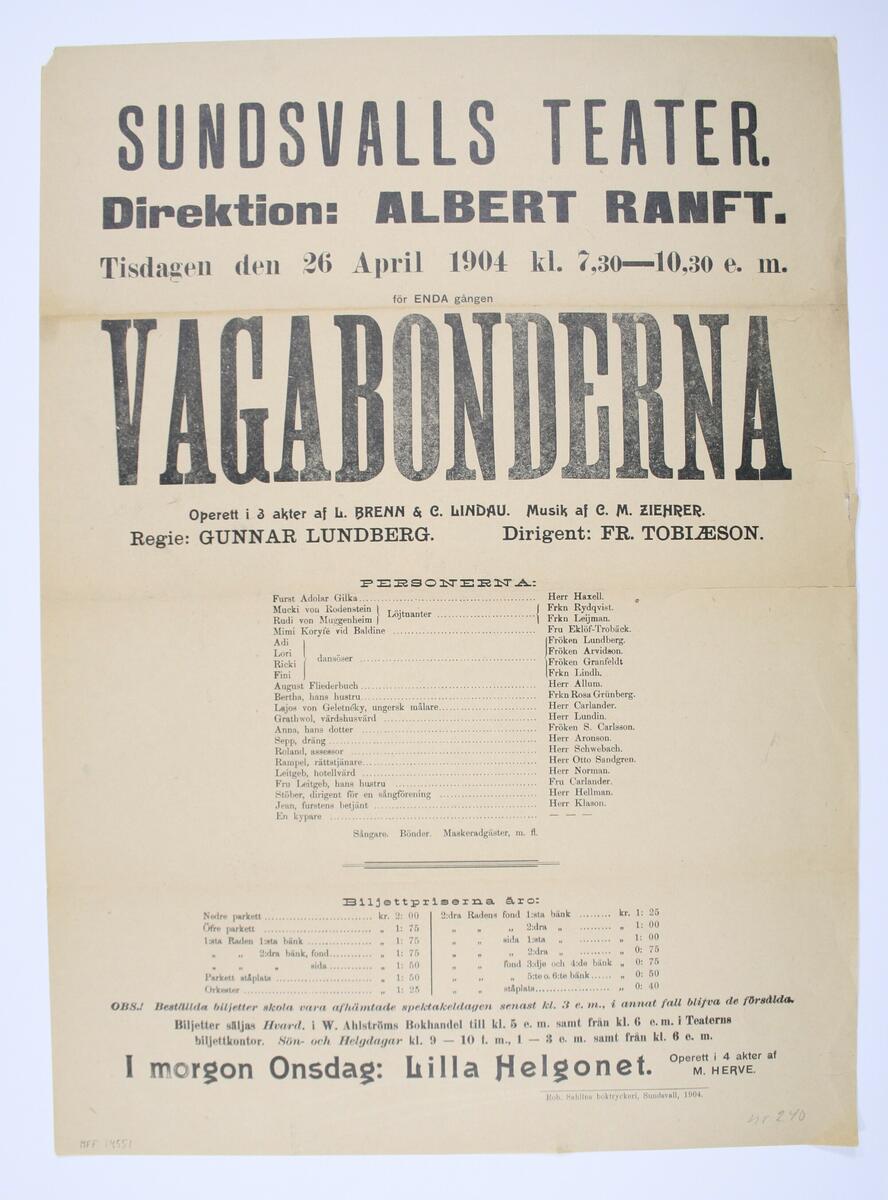 SUNDSVALLS TEATER.
Direktion: ALBERT RANFT.
Tisdagen den 26 April 1904 kl. 7,30—10,30 e. m.
för ENDA gången
VAGABONDERNA
Operett i 3 akter af L. BRENN & C. LINDAU. Musik af C. M. ZIEHRER.
Regie: GUNNAR LUNDBERG. Dirigent: FR. TOBIÆSON.
PERSONERNA:
Furst Adolar Gilka ........ Herr Haxell.
Mucki von Rodenstein } Löjtnanter ........ { Frkn Rydqvist.
Rudi von Muggenheim } { Frkn Leijman.
Mimi Koryfé vid Baldine ........ Fru Eklöf-Trobäck.
Adi } dansöser ........ { Fröken Lundberg.
Lori } { Fröken Arvidson.
Ricki } { Fröken Granfeldt
Fini } { Frkn Lindh.
August Fliederbuch ........ Herr Allum.
Bertha, hans hustru ........ Frkn Rosa Grünberg.
Lajos von Geletnéky, ungersk målare ........ Herr Carlander.
Grathwol, värdshusvärd ........ Herr Lundin.
Anna, hans dotter ........ Fröken S. Carlsson.
Sepp, dräng ........ Herr Aronson.
Roland, assessor ........ Herr Schwebach.
Rampel, rättstjänare ........ Herr Otto Sandgren.
Leitgeb, hotellvärd ........ Herr Norman.
Fru Leitgeb, hans hustru ........ Fru Carlander.
Stöber, dirigent för en sångförening ........ Herr Hellman.
Jean, furstens betjänt ........ Herr Klason.
En kypare ........ — — —
Sångare. Bönder. Maskeradgäster, m. fl.
Biljettpriserna äro:
Nedre parkett ........ kr. 2: 00
Öfre parkett ........ „ 1: 75
1:sta Raden 1:sta bänk ........ „ 1: 75
„ „ 2:dra bänk, fond ........ „ 1: 75
„ „ „ sida ........ „ 1: 50
Parkett ståplats ........ „ 1: 50
Orkester ........ „ 1: 25
2:dra Radens fond 1:sta bänk ........ kr. 1: 25
„ „ „ 2:dra „ ........ „ 1: 00
„ „ sida 1:sta „ ........ „ 1: 00
„ „ „ 2:dra „ ........ „ 0: 75
„ „ fond 3:dje och 4:de bänk „ 0: 75
„ „ „ 5:te o. 6:te bänk ...... „ 0: 50
„ „ ståplats ........ „ 0: 40
OBS.! Beställda biljetter skola vara afhämtade spektakeldagen senast kl. 3 e. m., i annat fall blifva de försålda.
Biljetter säljas Hvard. i W. Ahlströms Bokhandel till kl. 5 e. m. samt från kl. 6 e. m. i Teaterns
biljettkontor. Sön- och Helgdagar kl. 9 — 10 f. m., 1 — 3 e. m. samt från kl. 6 e. m.
I morgon Onsdag: Lilla Helgonet. Operett i 4 akter af
M. HERVE.
Rob. Sahlins boktryckeri, Sundsvall, 1904.
nr 240
MFF 14551